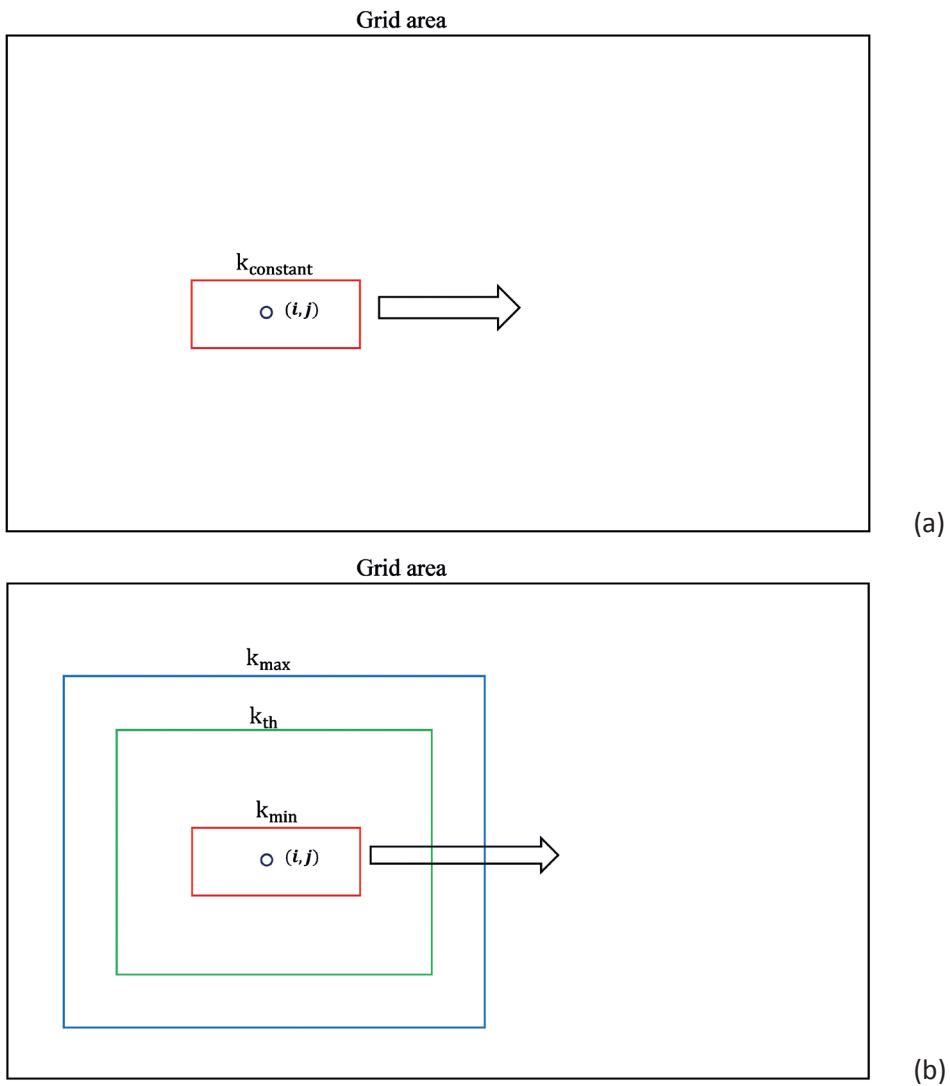 Grid area
k_constant
(i,j)
(a)
Grid area
k_max
k_th
k_min
(i,j)
(b)